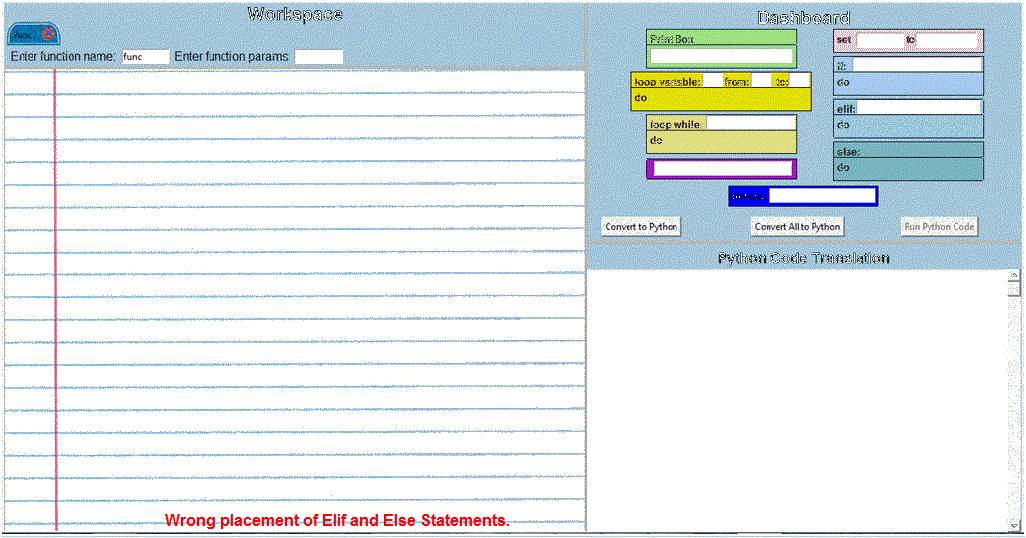 Workspace
func
Enter function name: func Enter function params:
Wrong placement of Elif and Else Statements.
Dashboard
Print Box
set to
loop variable: from: to:
do
if:
do
loop while:
do
elif:
do
else:
do
Convert to Python
Convert All to Python
Run Python Code
Python Code Translation